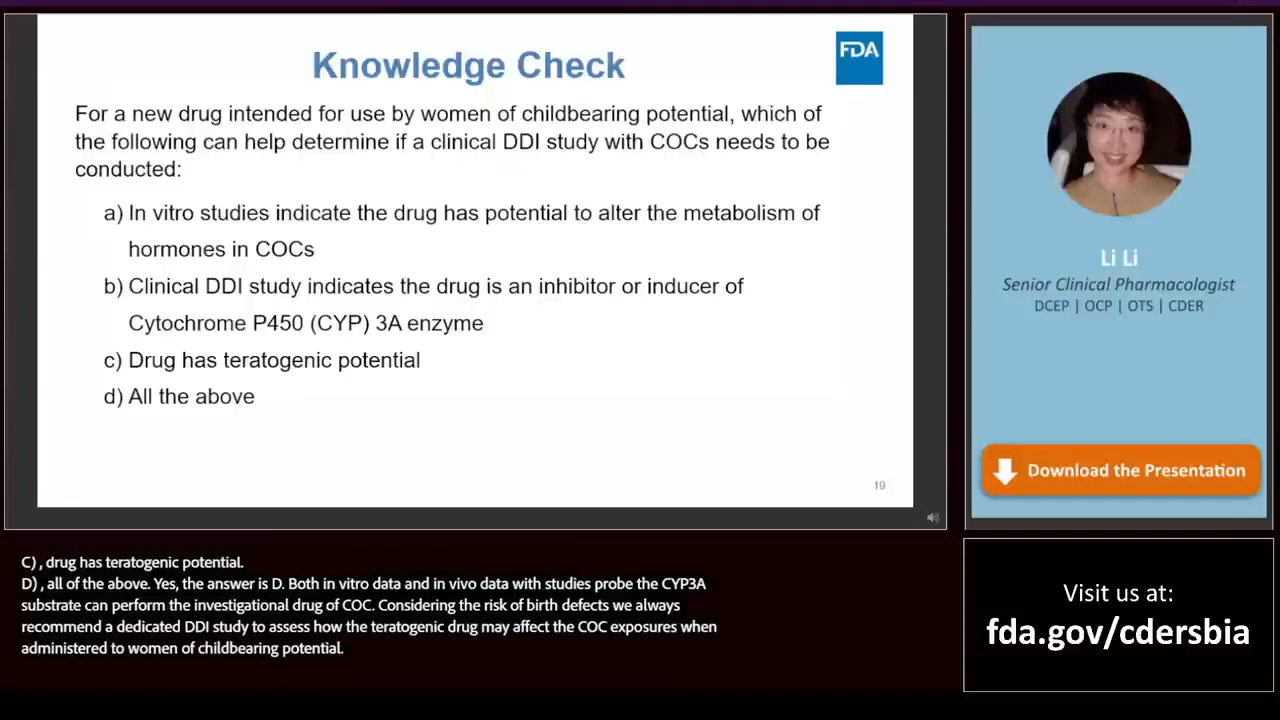 Knowledge Check
FDA
For a new drug intended for use by women of childbearing potential, which of
the following can help determine if a clinical DDI study with COCs needs to be
conducted:
a) In vitro studies indicate the drug has potential to alter the metabolism of
hormones in COCs
b) Clinical DDI study indicates the drug is an inhibitor or inducer of
Cytochrome P450 (CYP) 3A enzyme
c) Drug has teratogenic potential
d) All the above
19
Li Li
Senior Clinical Pharmacologist
DCEP | OCP | OTS | CDER
Download the Presentation
C) , drug has teratogenic potential.
D) , all of the above. Yes, the answer is D. Both in vitro data and in vivo data with studies probe the CYP3A
substrate can perform the investigational drug of COC. Considering the risk of birth defects we always
recommend a dedicated DDI study to assess how the teratogenic drug may affect the COC exposures when
administered to women of childbearing potential.
Visit us at:
fda.gov/cdersbia